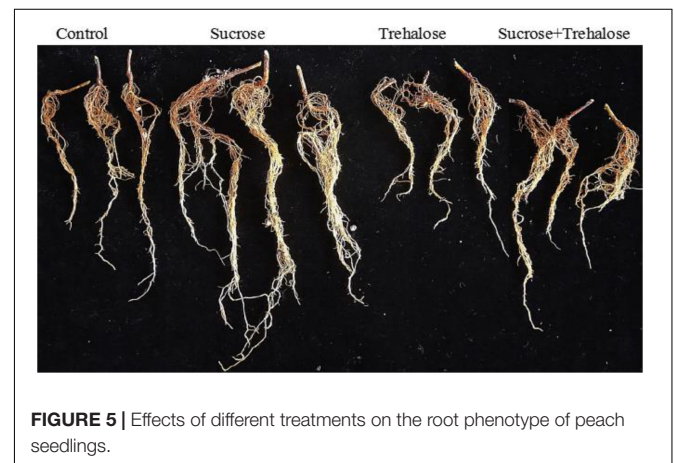 Control Sucrose Trehalose Sucrose+Trehalose
FIGURE 5 | Effects of different treatments on the root phenotype of peach
seedlings.